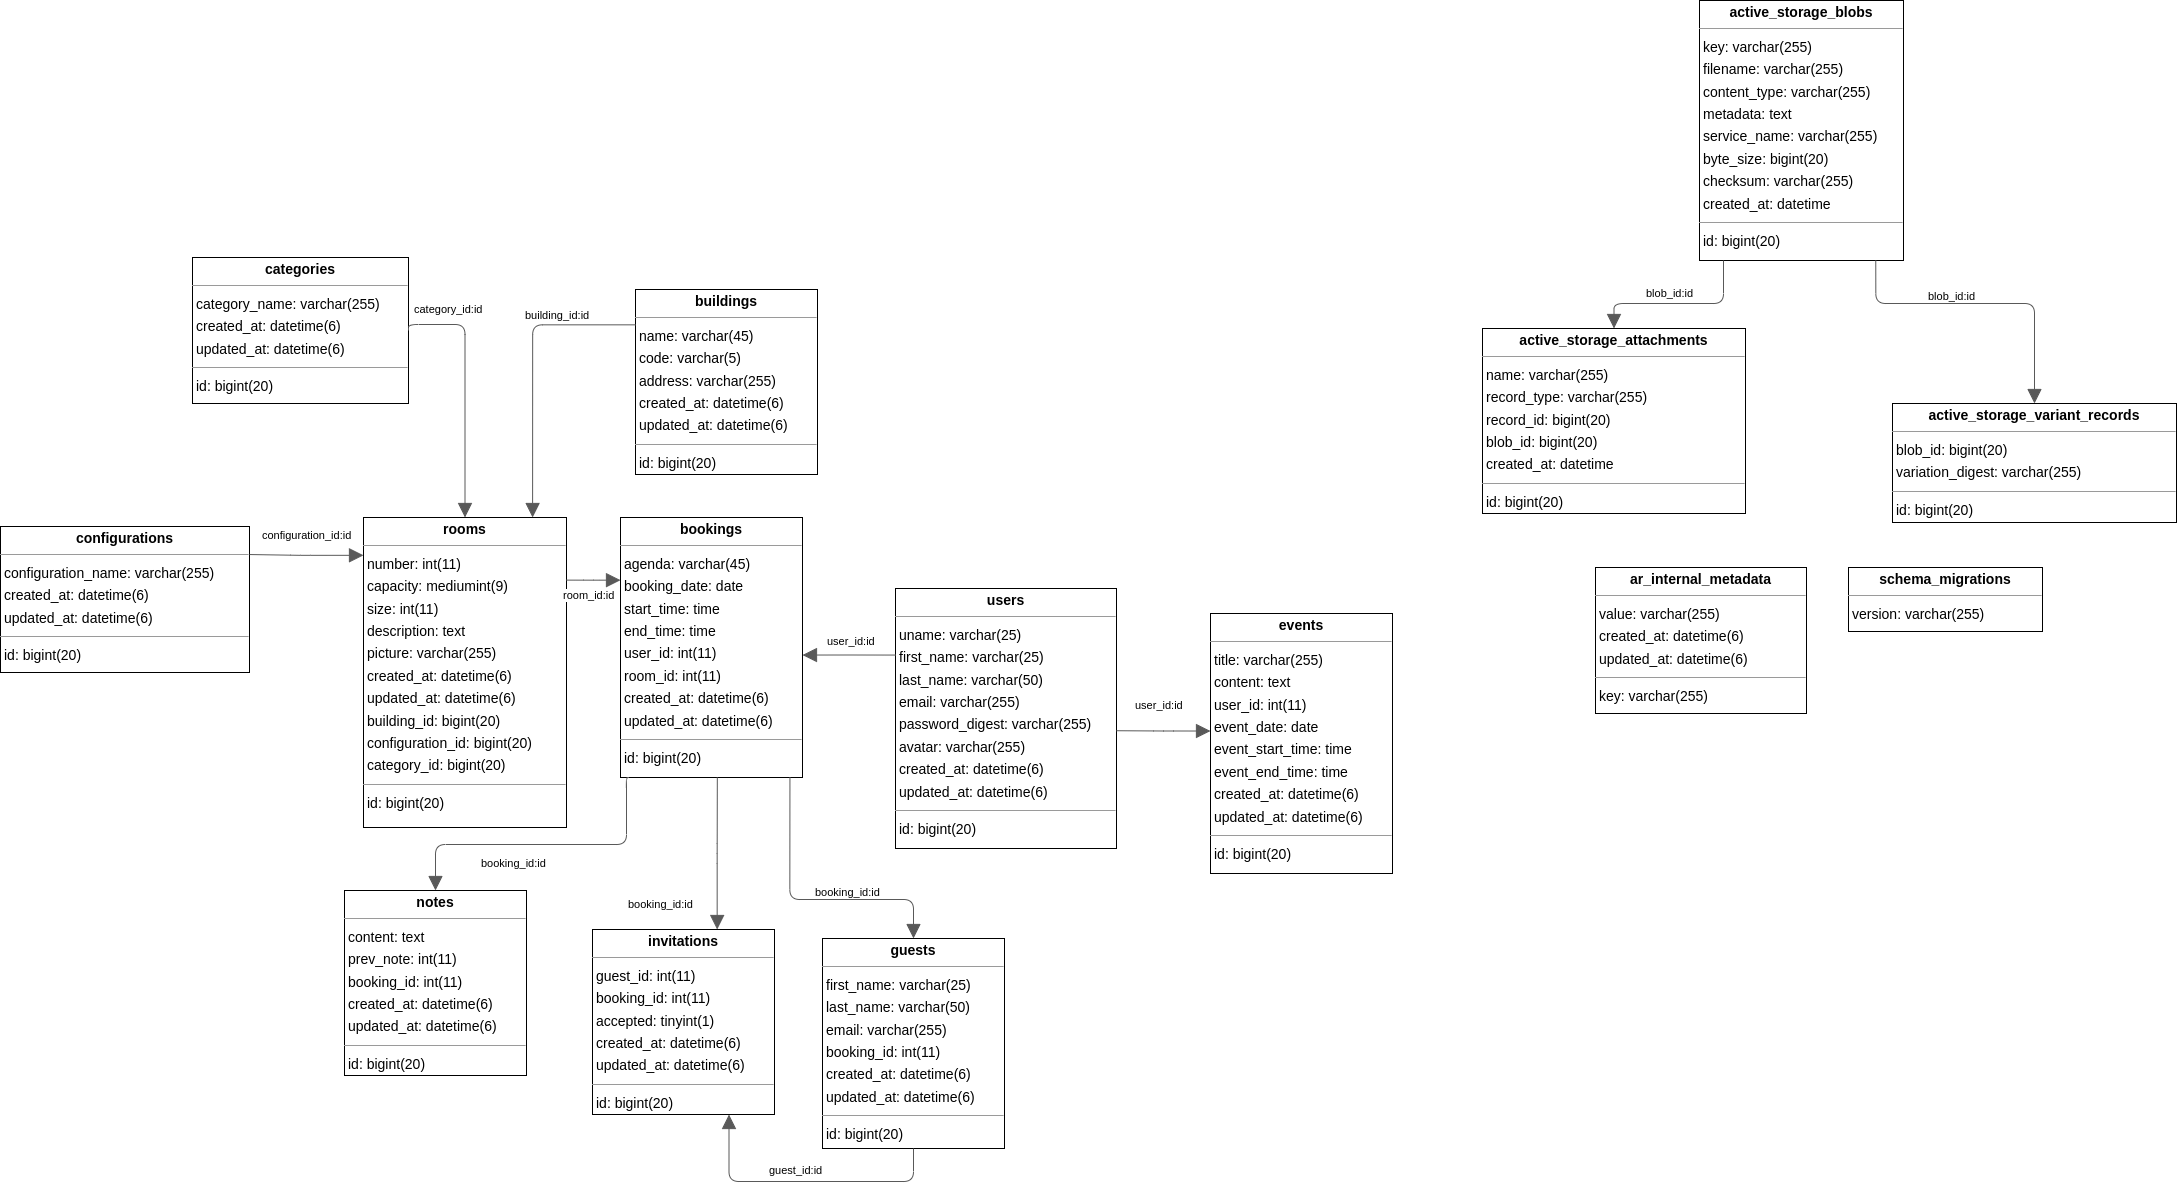 active_storage_blobs
key: varchar(255)
filename: varchar(255)
content_type: varchar(255)
metadata: text
service_name: varchar(255)
byte_size: bigint(20)
checksum: varchar(255)
created_at: datetime
id: bigint(20)
blob_id:id
blob_id:id
categories
category_name: varchar(255)
created_at: datetime(6)
updated_at: datetime(6)
id: bigint(20)
category_id:id
building_id:id
buildings
name: varchar(45)
code: varchar(5)
address: varchar(255)
created_at: datetime(6)
updated_at: datetime(6)
id: bigint(20)
active_storage_attachments
name: varchar(255)
record_type: varchar(255)
record_id: bigint(20)
blob_id: bigint(20)
created_at: datetime
id: bigint(20)
active_storage_variant_records
blob_id: bigint(20)
variation_digest: varchar(255)
id: bigint(20)
configurations
configuration_name: varchar(255)
created_at: datetime(6)
updated_at: datetime(6)
id: bigint(20)
configuration_id:id
rooms
number: int(11)
capacity: mediumint(9)
size: int(11)
description: text
picture: varchar(255)
created_at: datetime(6)
updated_at: datetime(6)
building_id: bigint(20)
configuration_id: bigint(20)
category_id: bigint(20)
id: bigint(20)
room_id:id
bookings
agenda: varchar(45)
booking_date: date
start_time: time
end_time: time
user_id: int(11)
room_id: int(11)
created_at: datetime(6)
updated_at: datetime(6)
id: bigint(20)
user_id:id
users
uname: varchar(25)
first_name: varchar(25)
last_name: varchar(50)
email: varchar(255)
password_digest: varchar(255)
avatar: varchar(255)
created_at: datetime(6)
updated_at: datetime(6)
id: bigint(20)
user_id:id
events
title: varchar(255)
content: text
user_id: int(11)
event_date: date
event_start_time: time
event_end_time: time
created_at: datetime(6)
updated_at: datetime(6)
id: bigint(20)
ar_internal_metadata
value: varchar(255)
created_at: datetime(6)
updated_at: datetime(6)
key: varchar(255)
schema_migrations
version: varchar(255)
booking_id:id
booking_id:id
booking_id:id
notes
content: text
prev_note: int(11)
booking_id: int(11)
created_at: datetime(6)
updated_at: datetime(6)
id: bigint(20)
invitations
guest_id: int(11)
booking_id: int(11)
accepted: tinyint(1)
created_at: datetime(6)
updated_at: datetime(6)
id: bigint(20)
guests
first_name: varchar(25)
last_name: varchar(50)
email: varchar(255)
booking_id: int(11)
created_at: datetime(6)
updated_at: datetime(6)
id: bigint(20)
guest_id:id